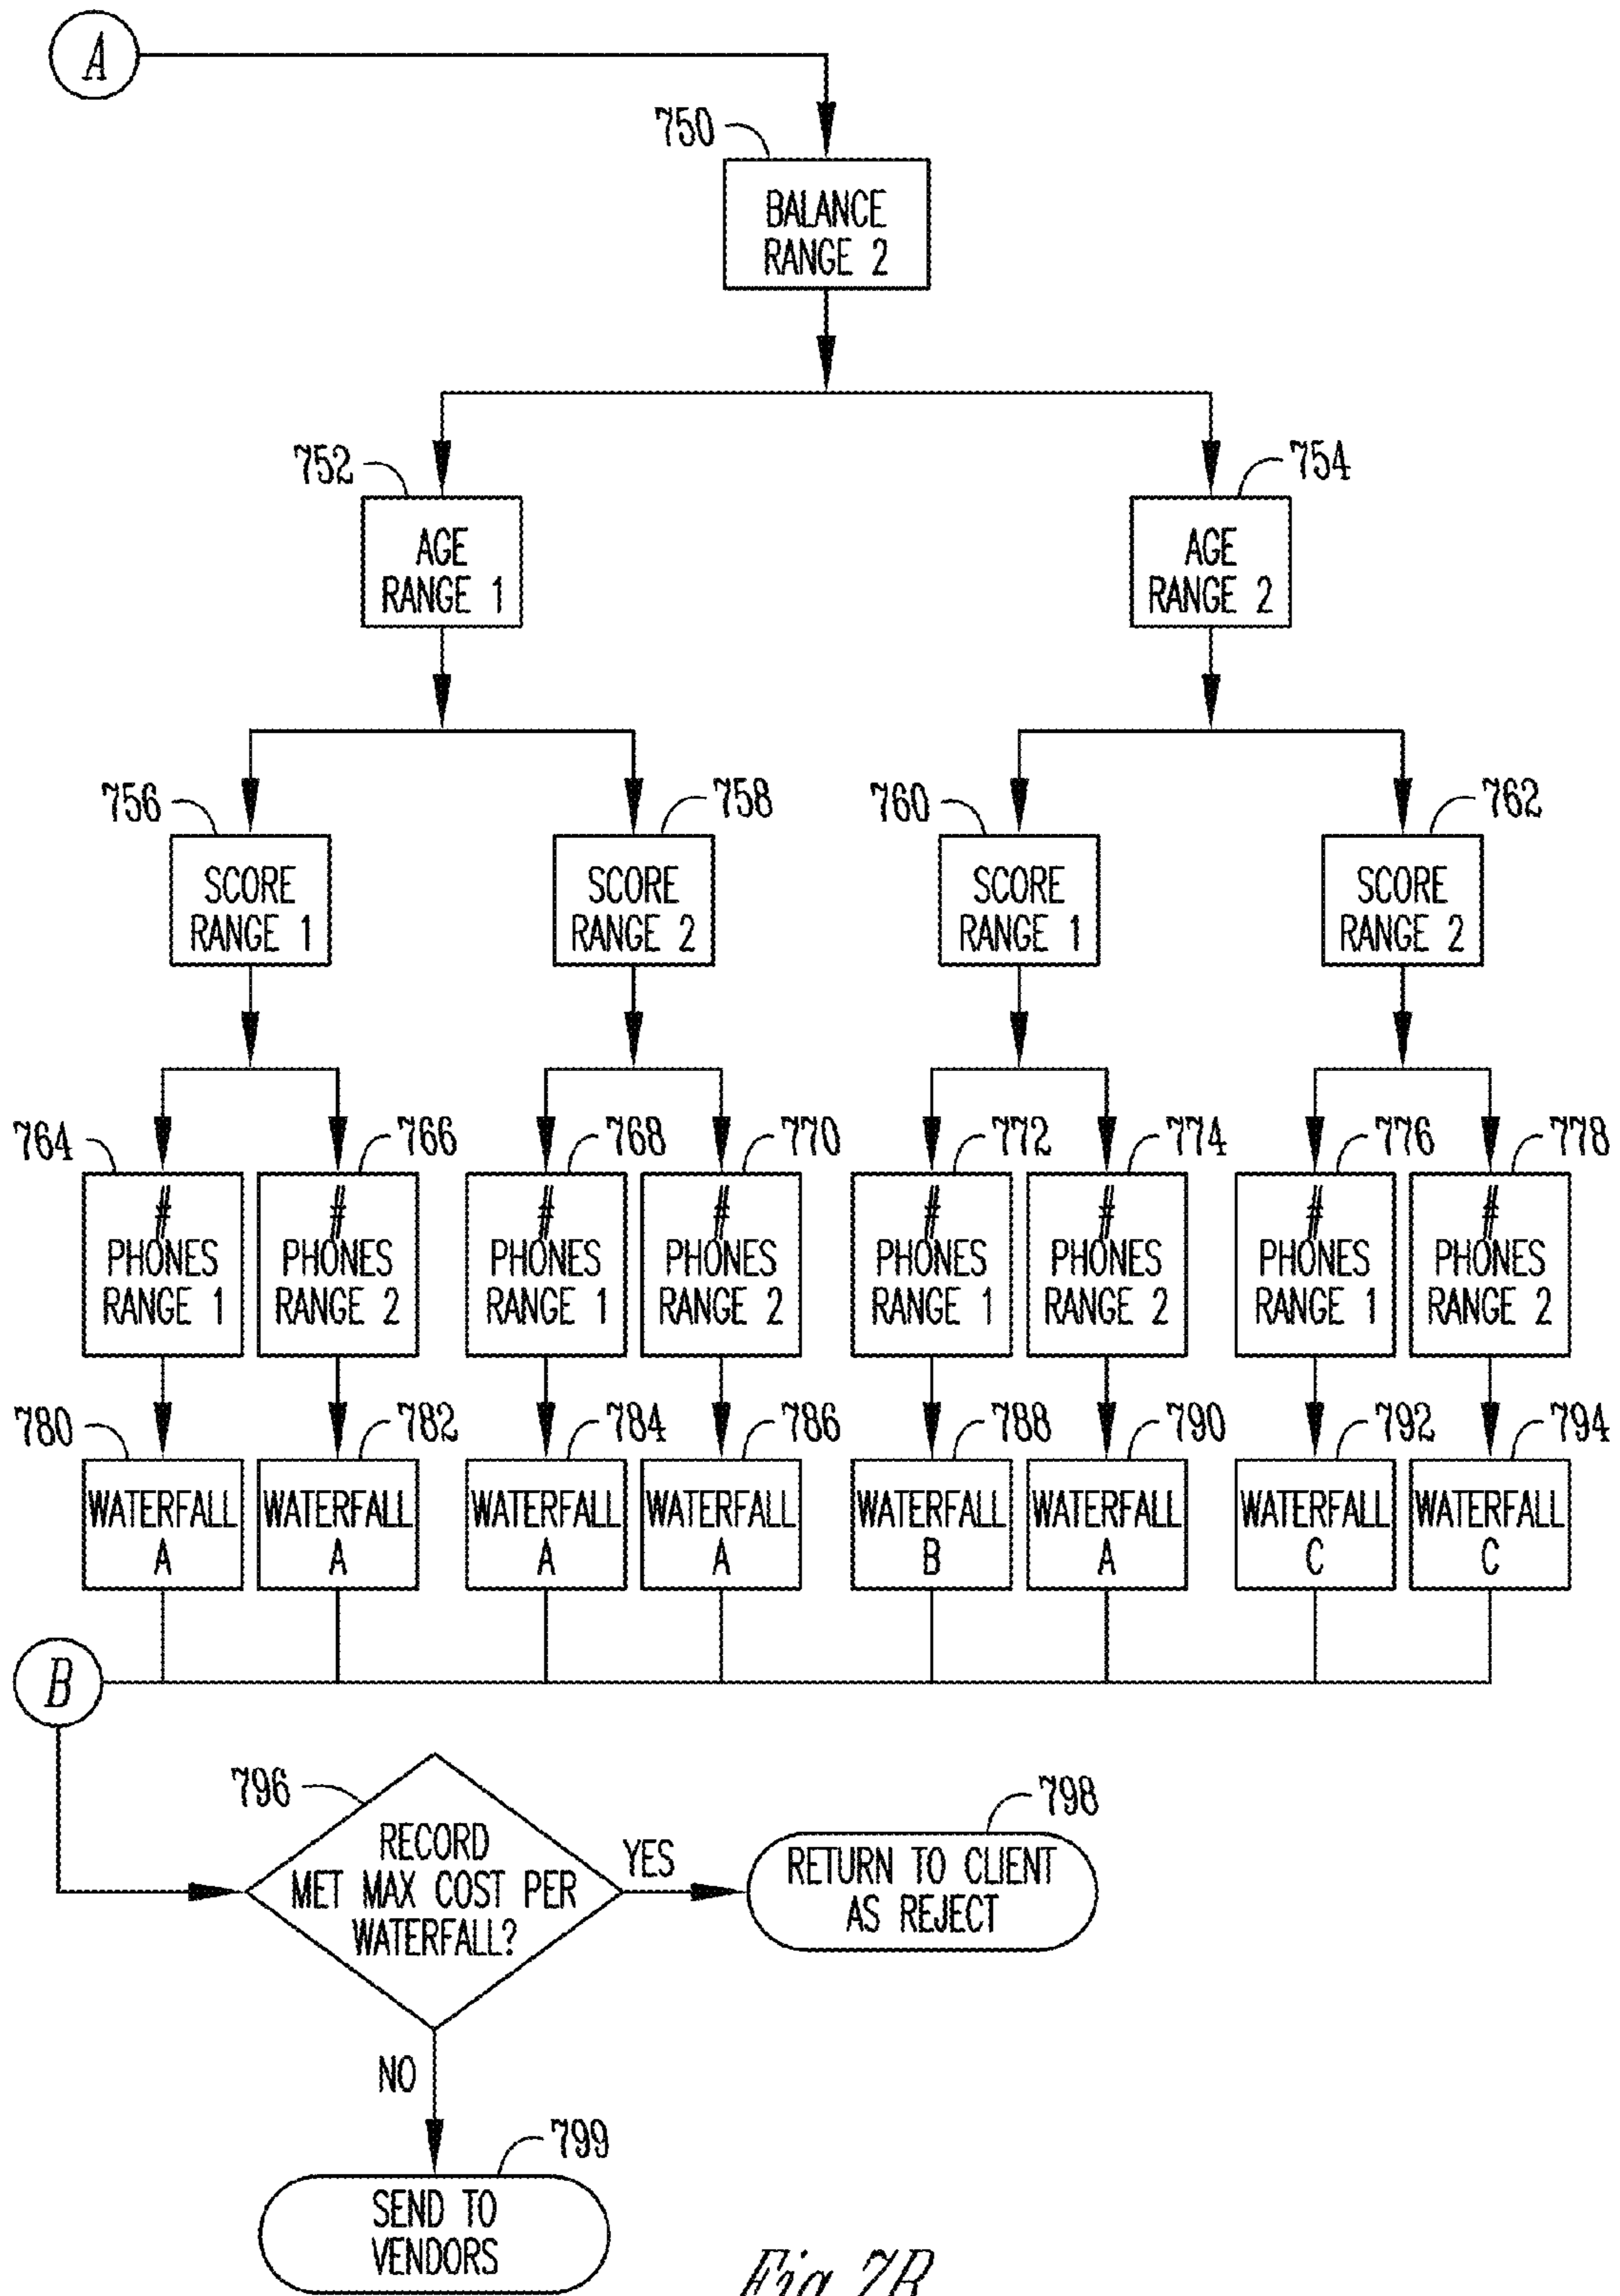 A
750
BALANCE
RANGE 2
752
754
AGE
RANGE 1
AGE
RANGE 2
756
758
760
762
SCORE
RANGE 1
SCORE
RANGE 2
SCORE
RANGE 1
SCORE
RANGE 2
764
766
768
770
772
774
776
778
#
PHONES
RANGE 1
#
PHONES
RANGE 2
#
PHONES
RANGE 1
#
PHONES
RANGE 2
#
PHONES
RANGE 1
#
PHONES
RANGE 2
#
PHONES
RANGE 1
#
PHONES
RANGE 2
780
782
784
786
788
790
792
794
WATERFALL
A
WATERFALL
A
WATERFALL
A
WATERFALL
A
WATERFALL
B
WATERFALL
A
WATERFALL
C
WATERFALL
C
B
796
RECORD
MET MAX COST PER
WATERFALL?
YES
798
RETURN TO CLIENT
AS REJECT
NO
799
SEND TO
VENDORS
Fig. 7B